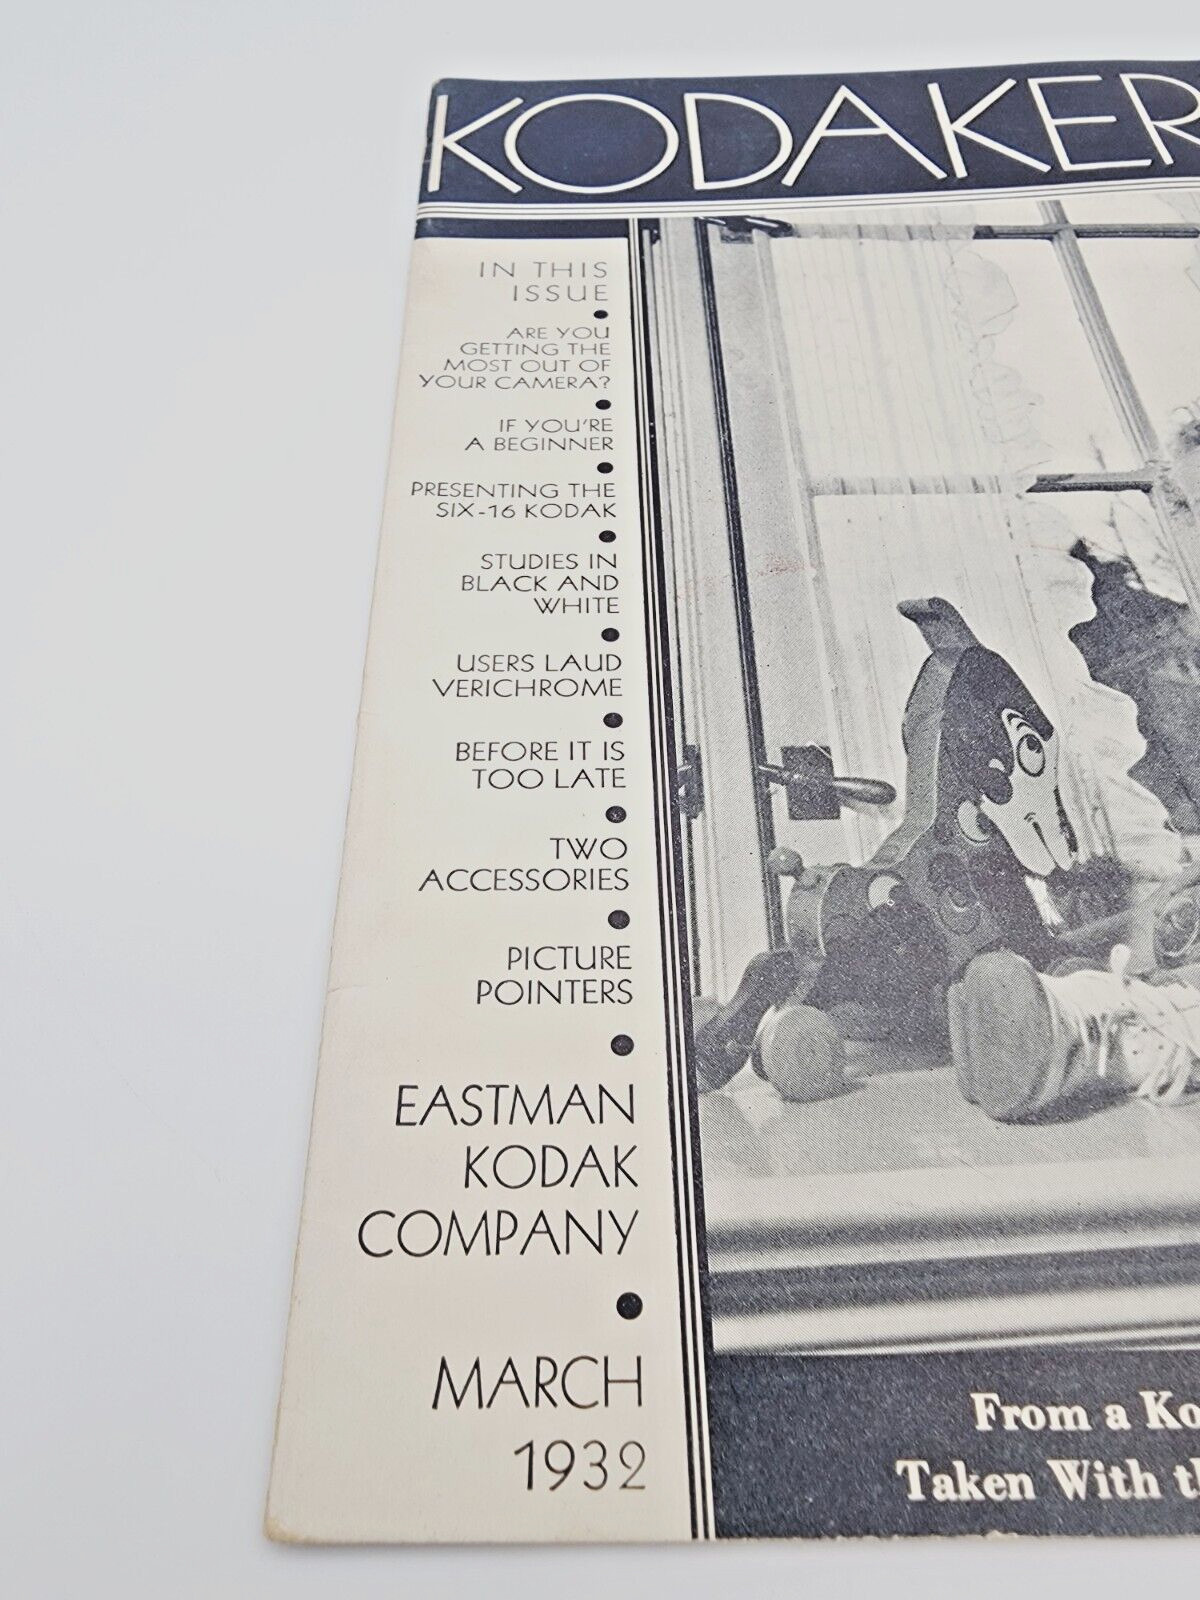 KODAKER
IN THIS
ISSUE
ARE YOU
GETTING THE
MOST OUT OF
YOUR CAMERA?
IF YOU'RE
A BEGINNER
PRESENTING THE
SIX-16 KODAK
STUDIES IN
BLACK AND
WHITE
USERS LAUD
VERICHROME
BEFORE IT IS
TOO LATE
TWO
ACCESSORIES
PICTURE
POINTERS
EASTMAN
KODAK
COMPANY
MARCH
1932
From a Ko
Taken With th